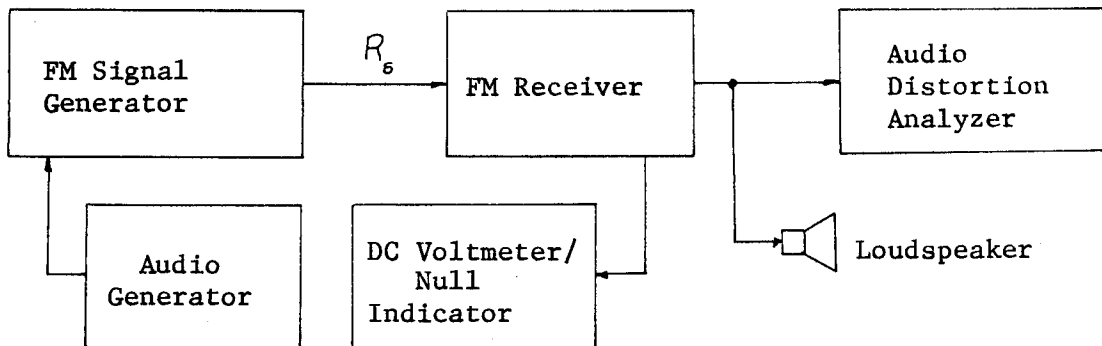 FM Signal
Generator
R_s
FM Receiver
Audio
Distortion
Analyzer
Audio
Generator
DC Voltmeter/
Null
Indicator
Loudspeaker